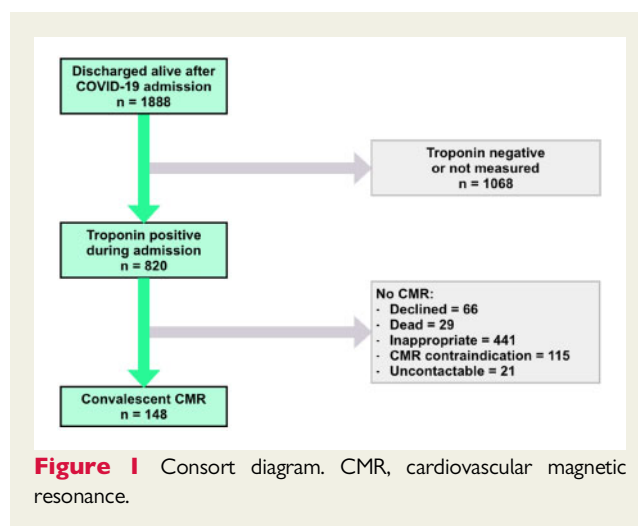 Discharged alive after
COVID-19 admission
n = 1888
Troponin negative
or not measured
n = 1068
Troponin positive
during admission
n = 820
No CMR:
- Declined = 66
- Dead = 29
- Inappropriate = 441
- CMR contraindication = 115
- Uncontactable = 21
Convalescent CMR
n = 148
Figure 1 Consort diagram. CMR, cardiovascular magnetic
resonance.